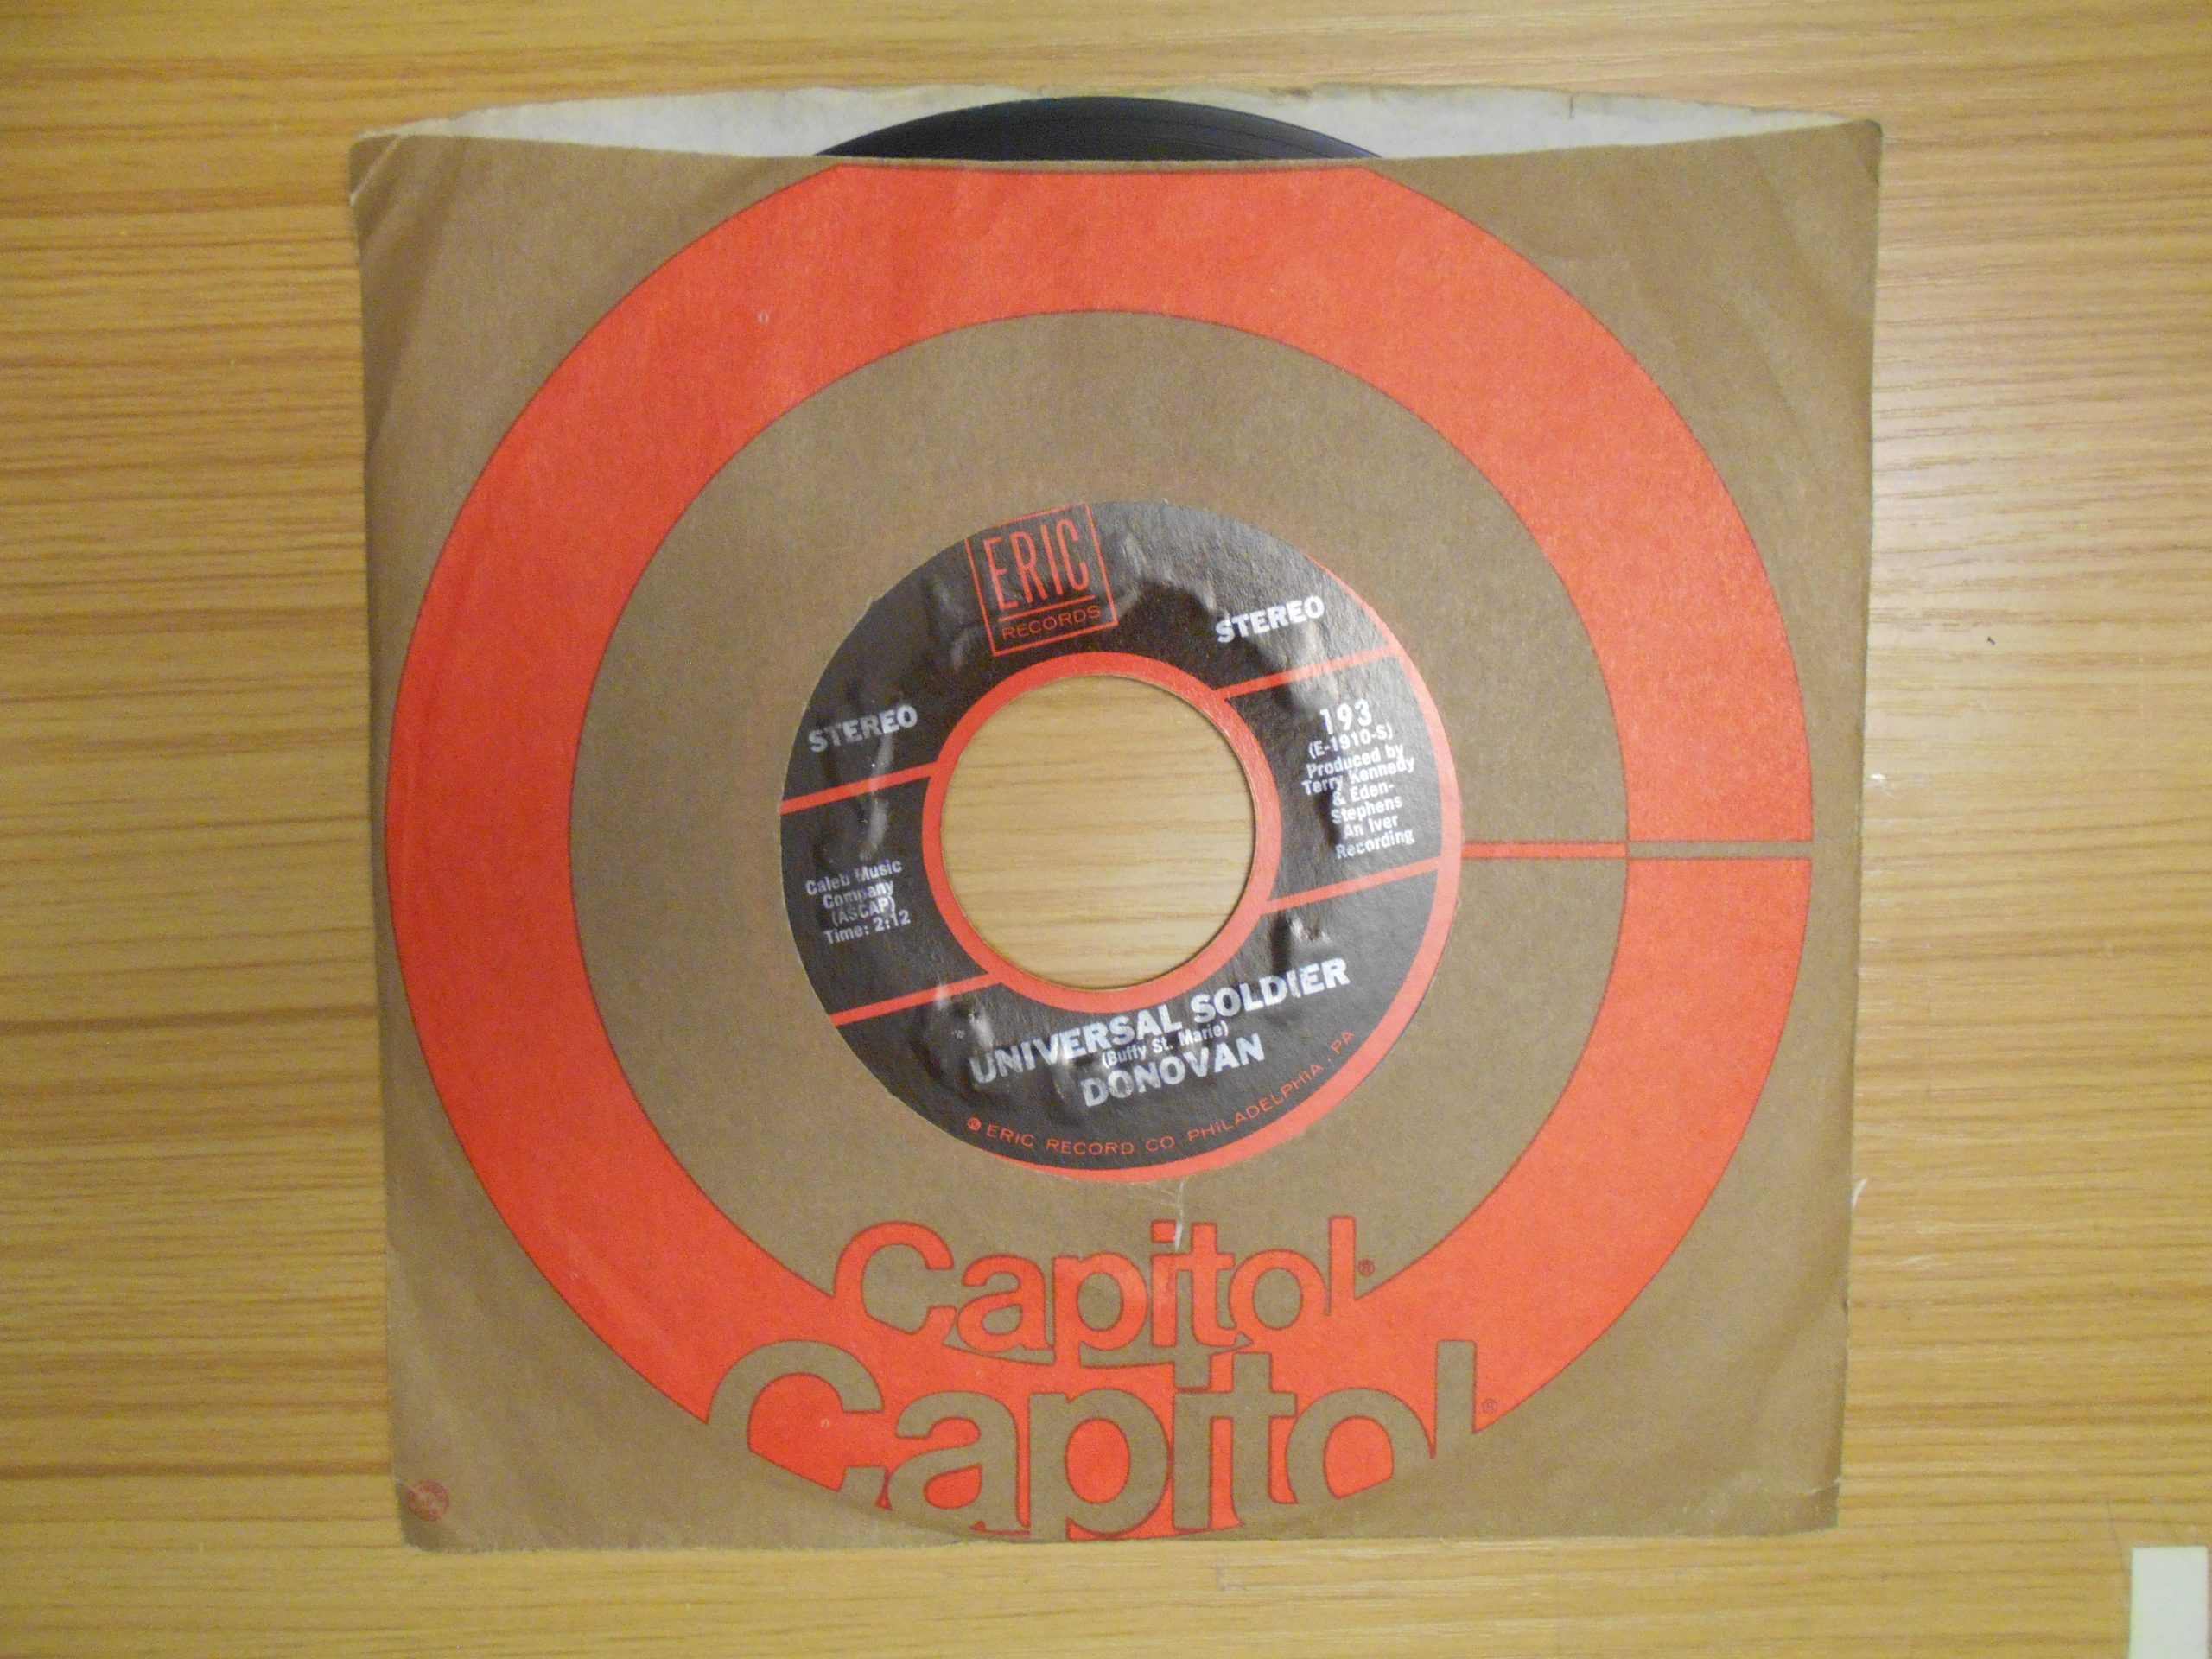 ERIC
RECORDS
STEREO
STEREO
193
(E-1910-S)
Produced by
Terry Kennedy
& Eden-
Stephens
An Iver
Recording
Caleb Music
Company
(ASCAP)
Time: 2:12
UNIVERSAL SOLDIER
(Buffy St. Marie)
DONOVAN
℗ ERIC RECORD CO PHILADELPHIA, PA
Capitol®
Capitol®